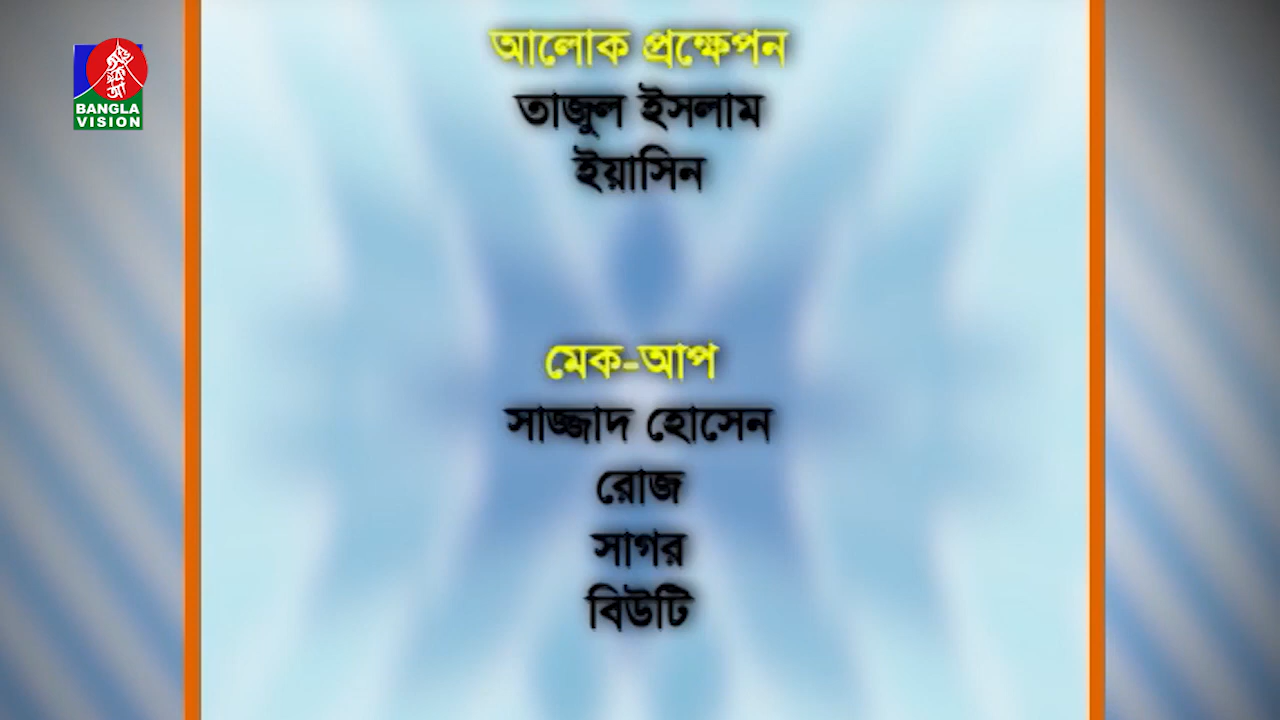 BANGLA
VISION
আলোক প্রক্ষেপন
তাজুল ইসলাম
ইয়াসিন
মেক-আপ
সাজ্জাদ হোসেন
রোজ
সাগর
বিউটি